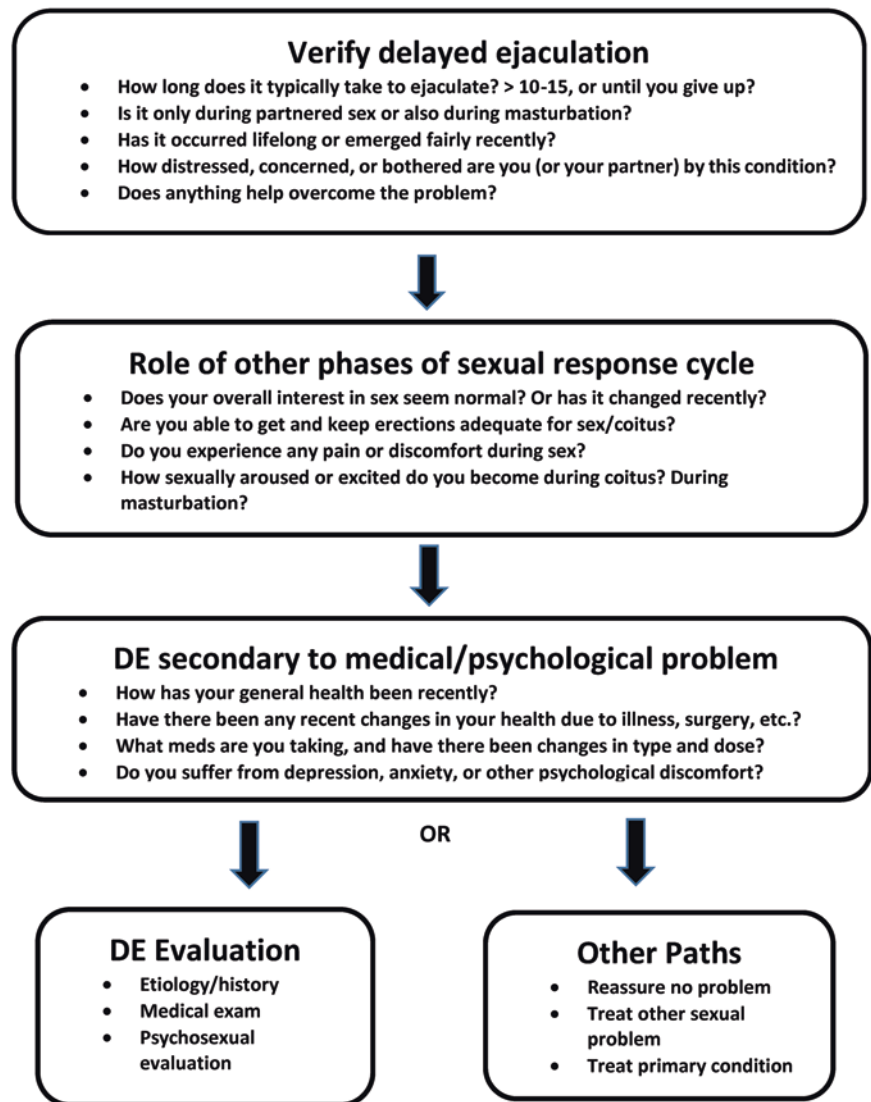 Verify delayed ejaculation
• How long does it typically take to ejaculate? > 10-15, or until you give up?
• Is it only during partnered sex or also during masturbation?
• Has it occurred lifelong or emerged fairly recently?
• How distressed, concerned, or bothered are you (or your partner) by this condition?
• Does anything help overcome the problem?
Role of other phases of sexual response cycle
• Does your overall interest in sex seem normal? Or has it changed recently?
• Are you able to get and keep erections adequate for sex/coitus?
• Do you experience any pain or discomfort during sex?
• How sexually aroused or excited do you become during coitus? During
masturbation?
DE secondary to medical/psychological problem
• How has your general health been recently?
• Have there been any recent changes in your health due to illness, surgery, etc.?
• What meds are you taking, and have there been changes in type and dose?
• Do you suffer from depression, anxiety, or other psychological discomfort?
OR
DE Evaluation
• Etiology/history
• Medical exam
• Psychosexual
evaluation
Other Paths
• Reassure no problem
• Treat other sexual
problem
• Treat primary condition